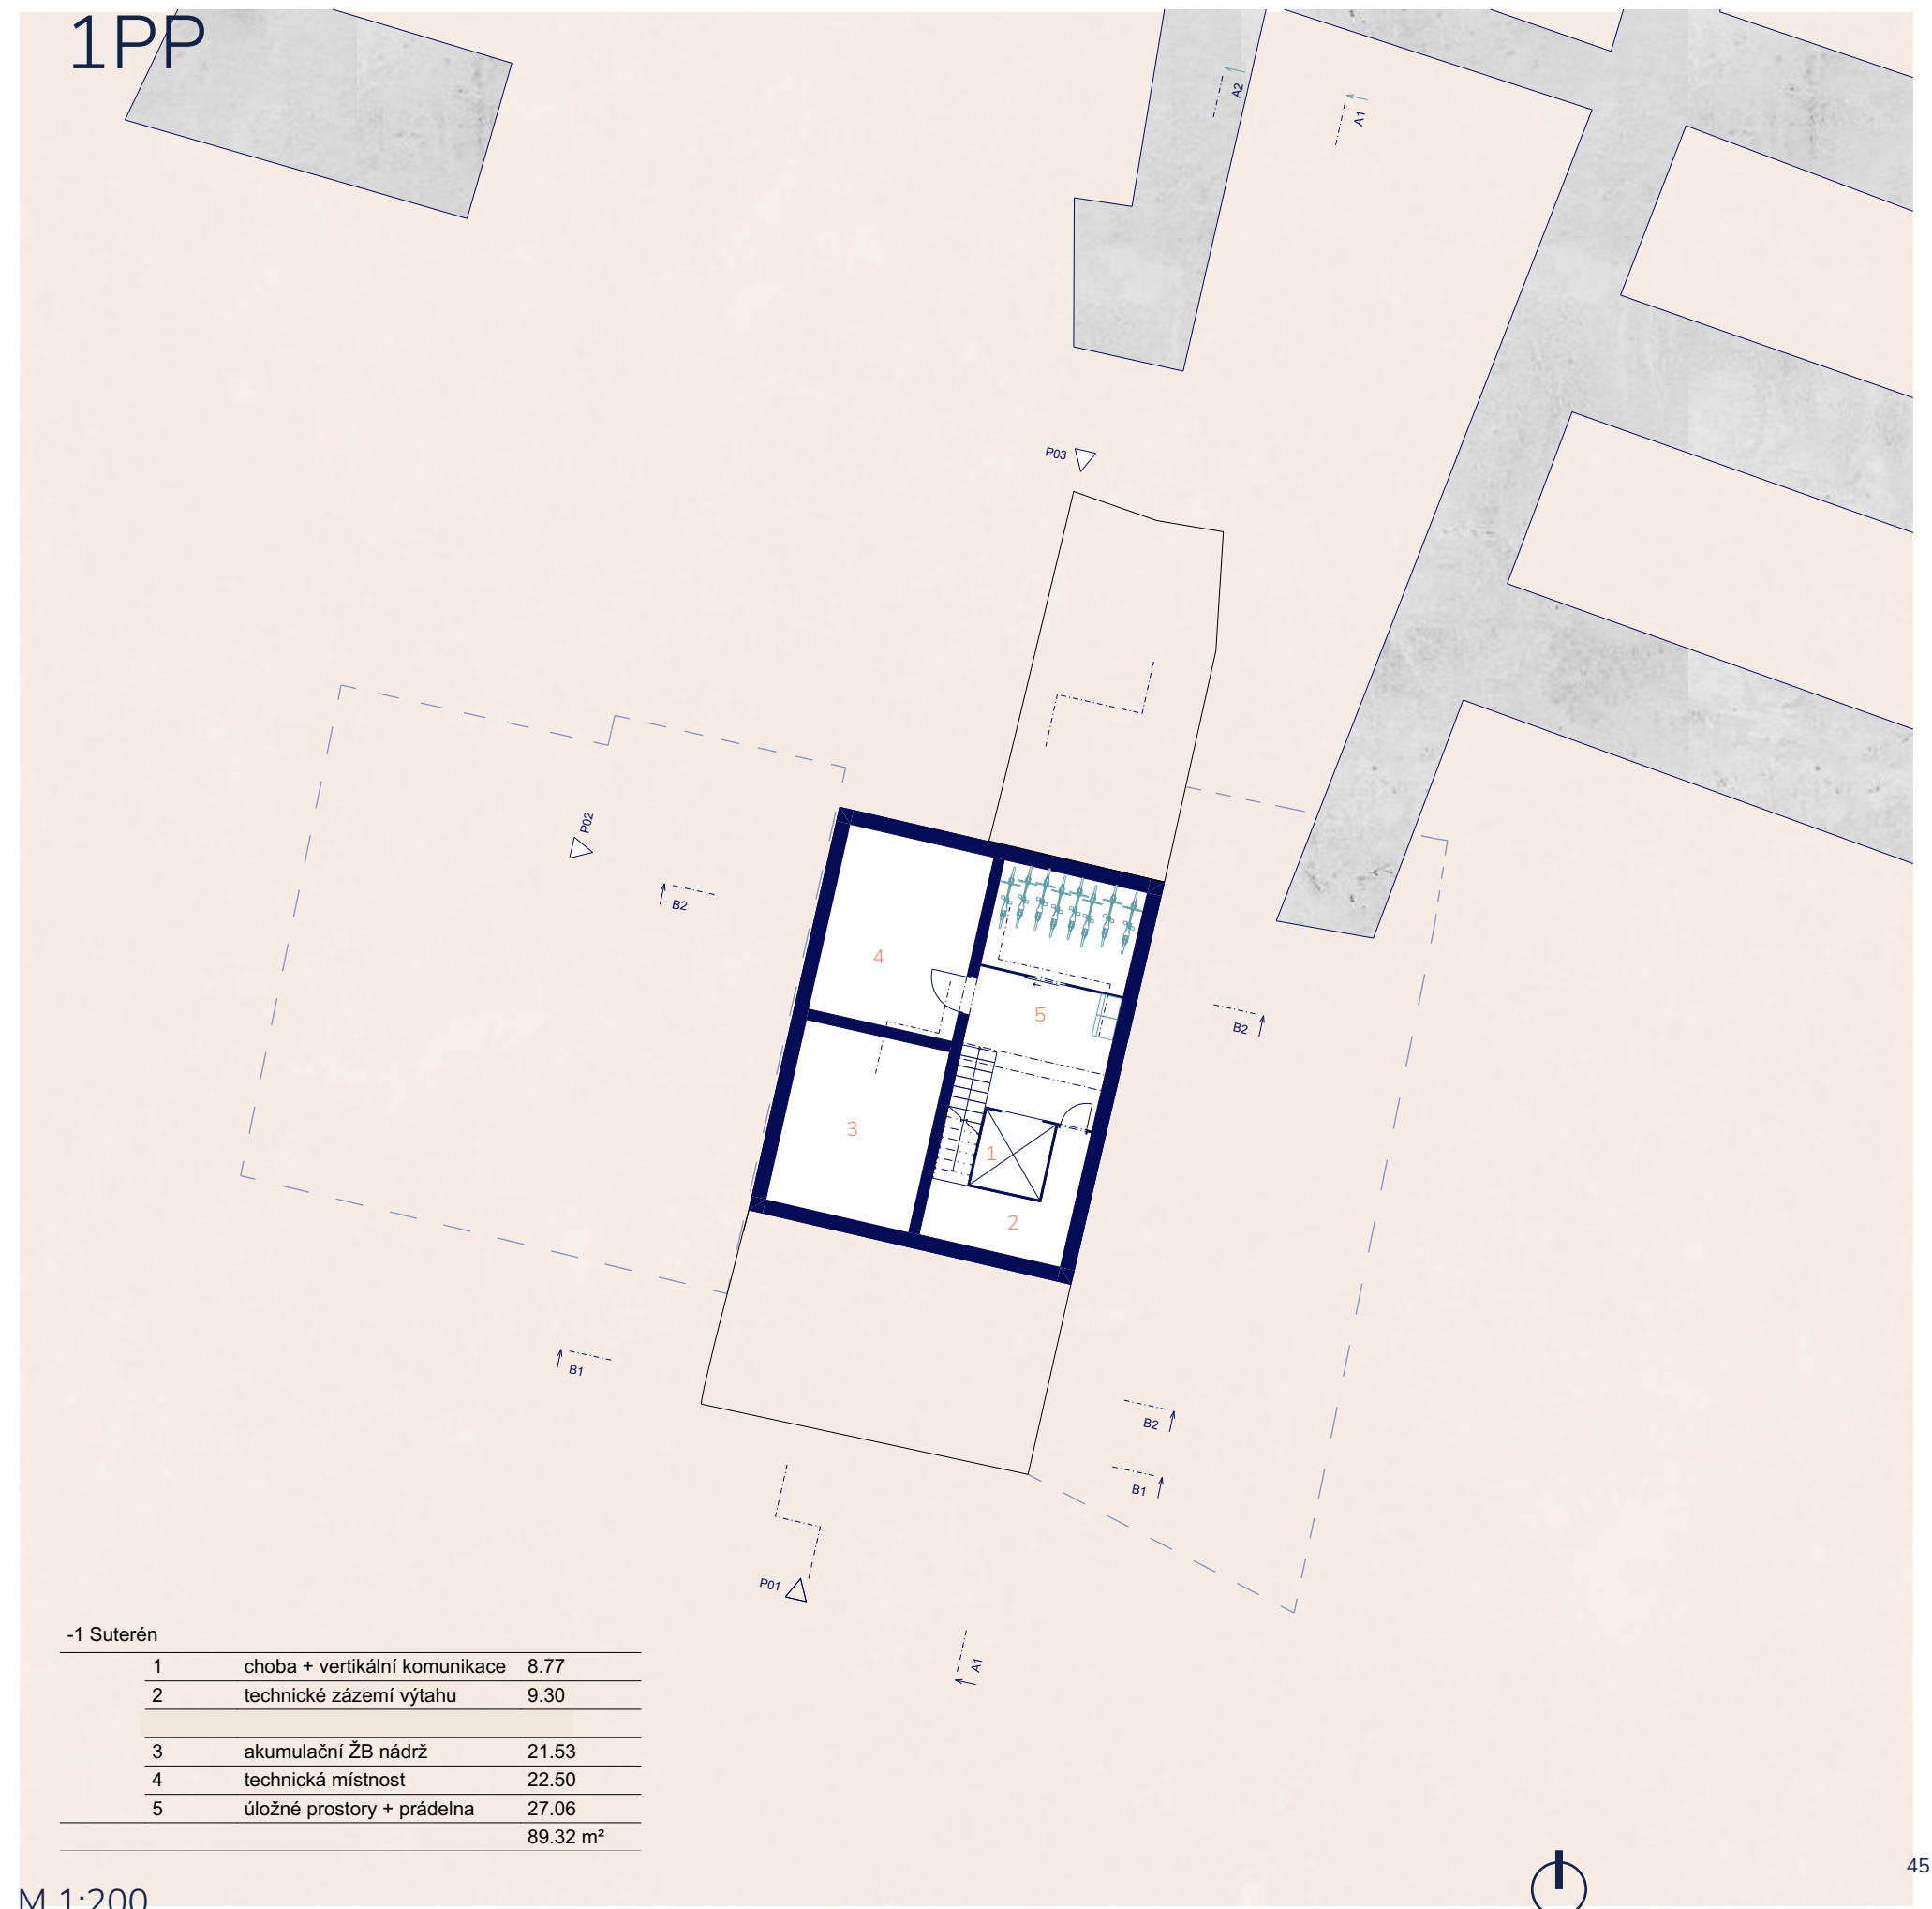 1PP
A2
A1
P03
P02
B2
4
5
B2
3
1
2
B1
B2
B1
P01
A1
-1 Suterén
1 choba + vertikální komunikace 8.77
2 technické zázemí výtahu 9.30
3 akumulační ŽB nádrž 21.53
4 technická místnost 22.50
5 úložné prostory + prádelna 27.06
89.32 m²
45
M 1:200